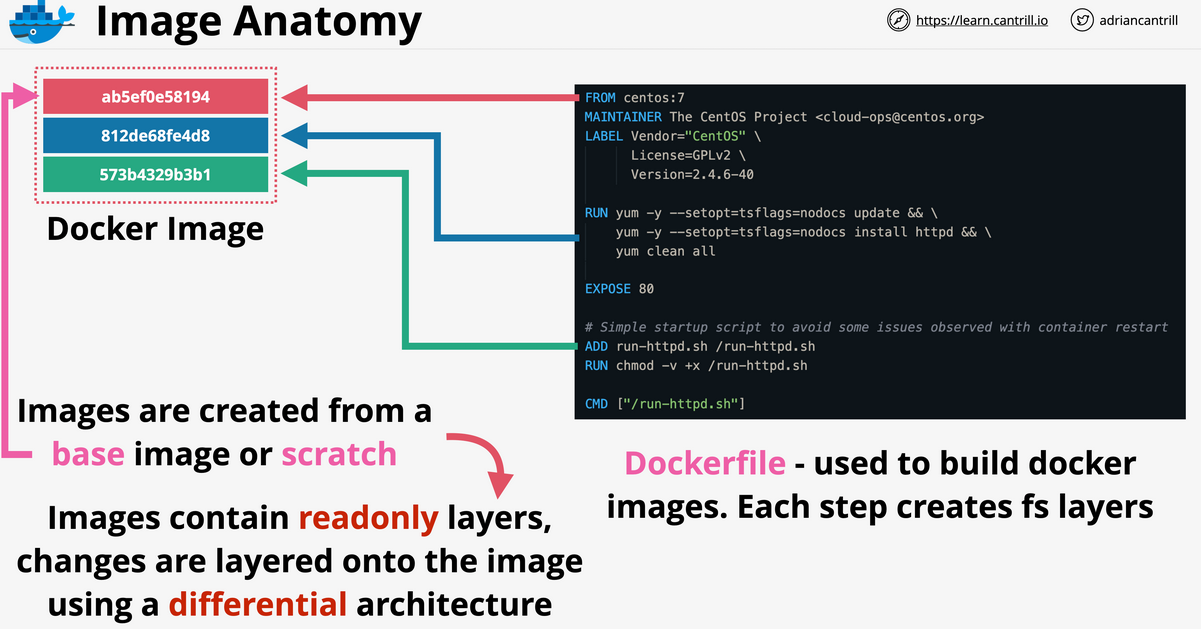 Image Anatomy
https://learn.cantrill.io
adriancantrill
ab5ef0e58194
812de68fe4d8
573b4329b3b1
Docker Image
FROM centos:7
MAINTAINER The CentOS Project <cloud-ops@centos.org>
LABEL Vendor="CentOS" \
License=GPLv2 \
Version=2.4.6-40
RUN yum -y --setopt=tsflags=nodocs update && \
yum -y --setopt=tsflags=nodocs install httpd && \
yum clean all
EXPOSE 80
# Simple startup script to avoid some issues observed with container restart
ADD run-httpd.sh /run-httpd.sh
RUN chmod -v +x /run-httpd.sh
CMD ["/run-httpd.sh"]
Images are created from a
base image or scratch
Images contain readonly layers,
changes are layered onto the image
using a differential architecture
Dockerfile - used to build docker
images. Each step creates fs layers